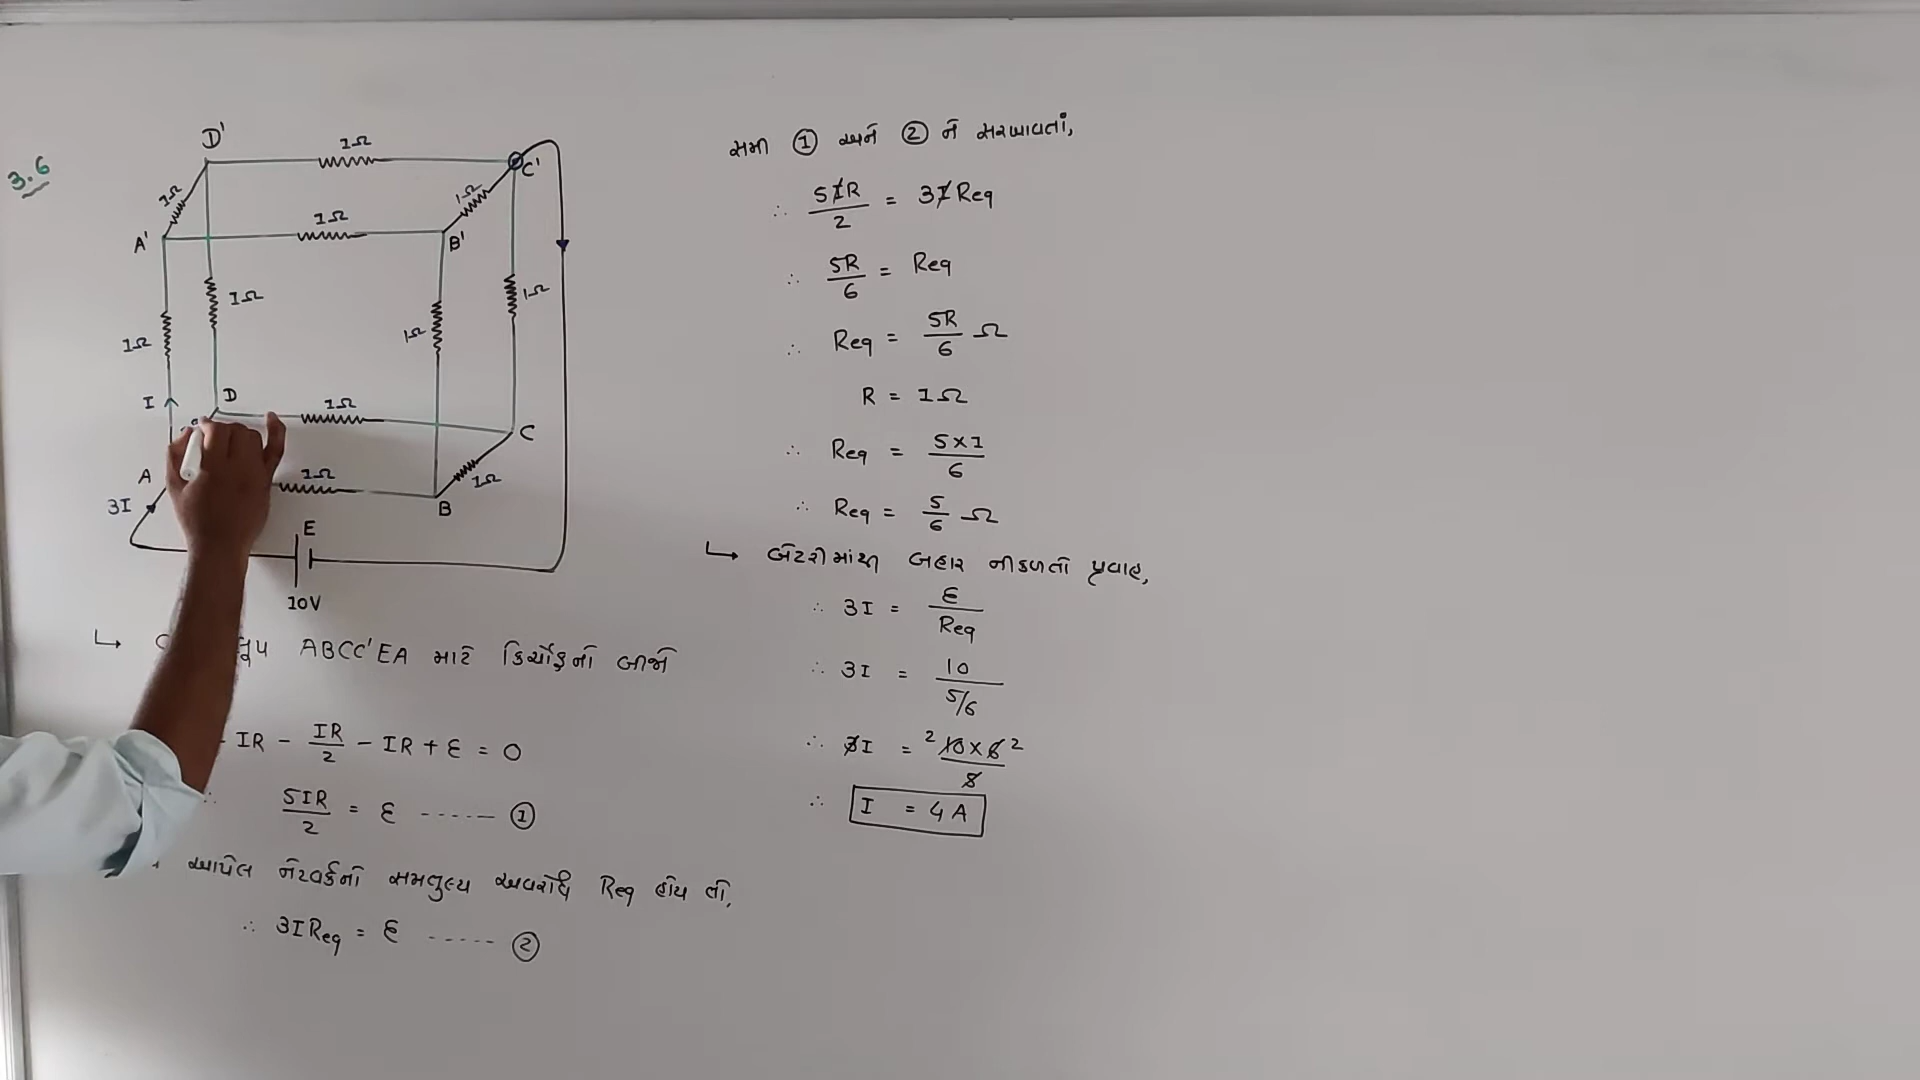 3.6
D'
1Ω
C'
1Ω
1Ω
1Ω
A'
B'
1Ω
1Ω
1Ω
1Ω
I
D
1Ω
C
A
1Ω
1Ω
3I
B
E
10V
↳ લૂપ ABCC'EA માટે કિર્ચોફનો બીજો
- IR - IR/2 - IR + ε = 0
∴ 5IR/2 = ε ------ ①
આપેલ નેટવર્કનો સમતુલ્ય અવરોધ Req હોય તો,
∴ 3IReq = ε ----- ②
સમી ① અને ② ને સરખાવતાં,
∴ 5IR/2 = 3IReq
∴ 5R/6 = Req
∴ Req = 5R/6 Ω
R = 1Ω
∴ Req = 5×1/6
∴ Req = 5/6 Ω
↳ બેટરીમાંથી બહાર નીકળતો પ્રવાહ,
∴ 3I = ε/Req
∴ 3I = 10/5/6
∴ 3I = 2 10×6 2/5
∴ I = 4A